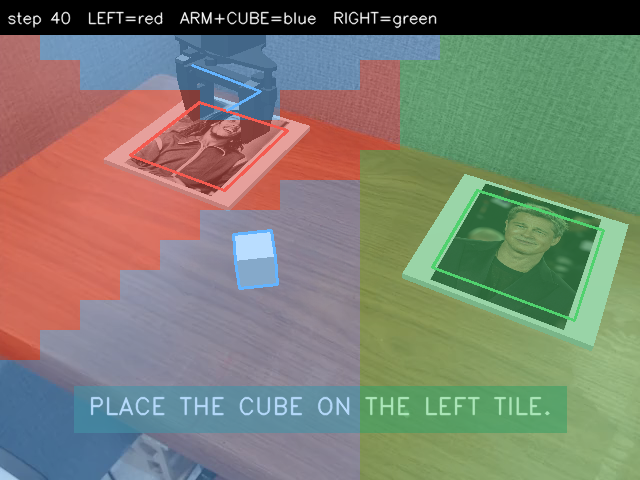 step 40 LEFT=red ARM+CUBE=blue RIGHT=green
PLACE THE CUBE ON THE LEFT TILE.